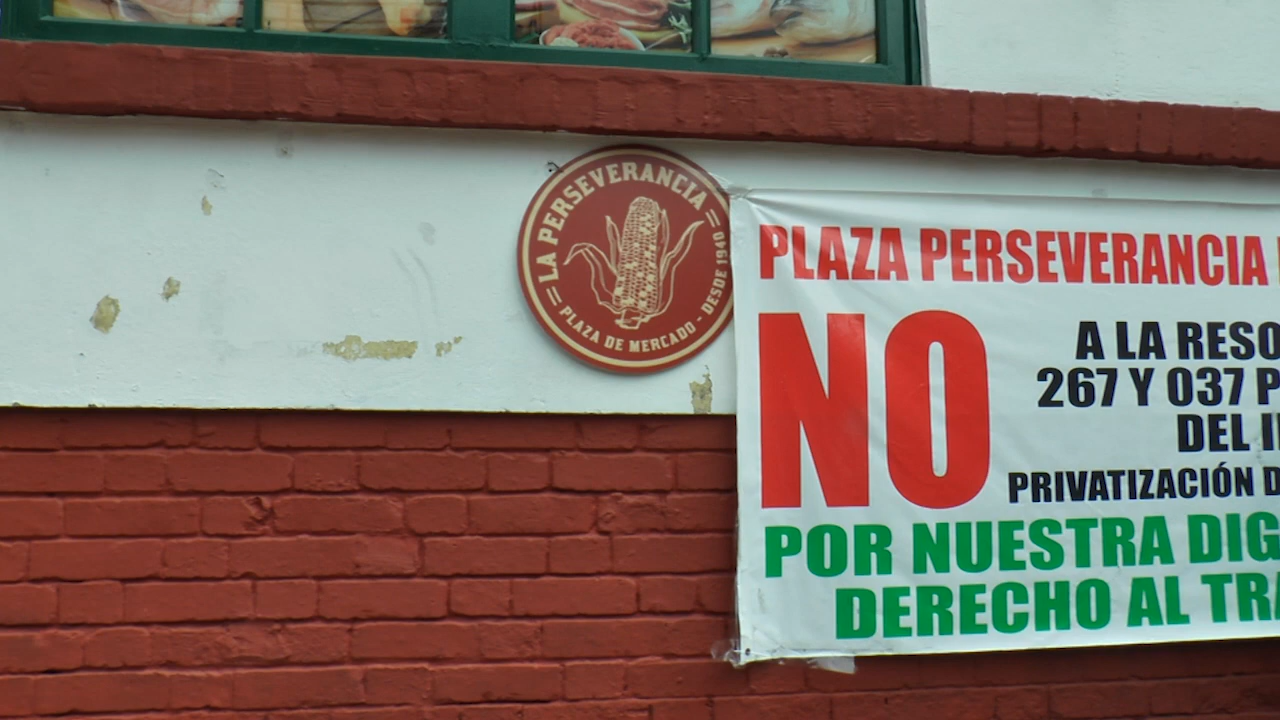 LA PERSEVERANCIA
PLAZA DE MERCADO - DESDE 1940
PLAZA PERSEVERANCIA
NO
A LA
267 Y 037
DEL
PRIVATIZACIÓN
POR NUESTRA
DERECHO AL